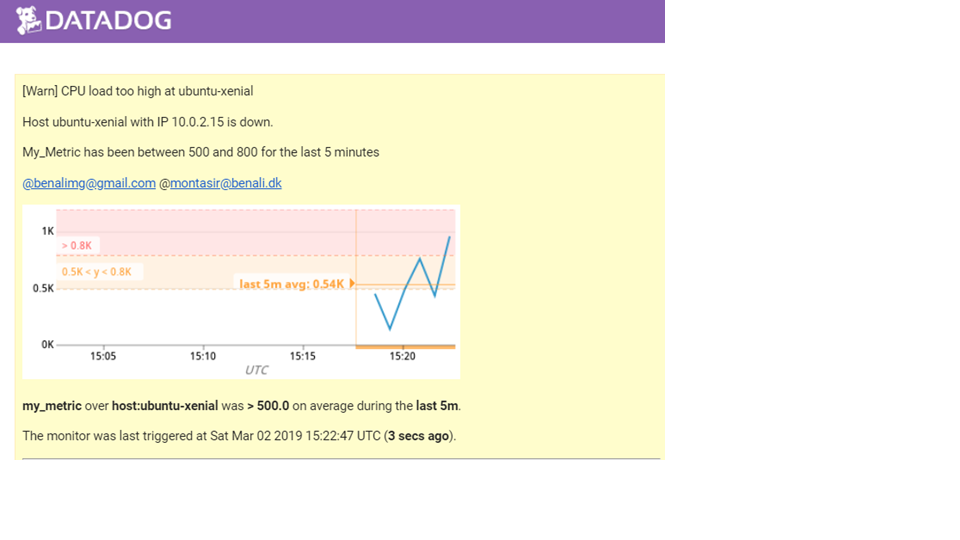 DATADOG
[Warn] CPU load too high at ubuntu-xenial
Host ubuntu-xenial with IP 10.0.2.15 is down.
My_Metric has been between 500 and 800 for the last 5 minutes
@benalimg@gmail.com @montasir@benali.dk
1K
> 0.8K
0.5K < y < 0.8K
last 5m avg: 0.54K
0.5K
0K
15:05 15:10 15:15 15:20
UTC
my_metric over host:ubuntu-xenial was > 500.0 on average during the last 5m.
The monitor was last triggered at Sat Mar 02 2019 15:22:47 UTC (3 secs ago).